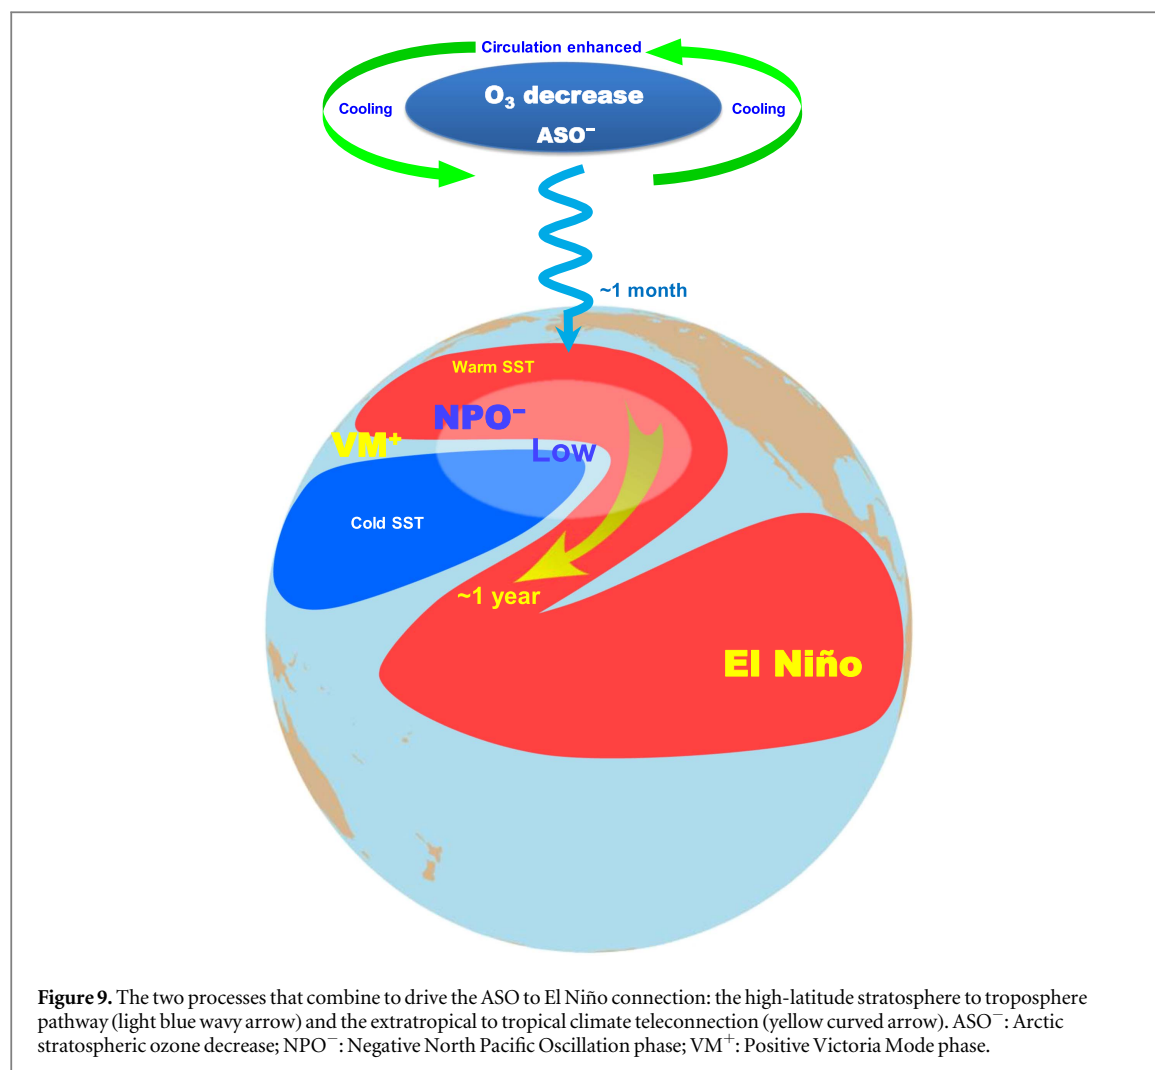 Circulation enhanced
Cooling
O₃ decrease
Cooling
ASO⁻
~1 month
Warm SST
NPO⁻
VM⁺
Low
Cold SST
~1 year
El Niño
Figure 9. The two processes that combine to drive the ASO to El Niño connection: the high-latitude stratosphere to troposphere
pathway (light blue wavy arrow) and the extratropical to tropical climate teleconnection (yellow curved arrow). ASO⁻: Arctic
stratospheric ozone decrease; NPO⁻: Negative North Pacific Oscillation phase; VM⁺: Positive Victoria Mode phase.